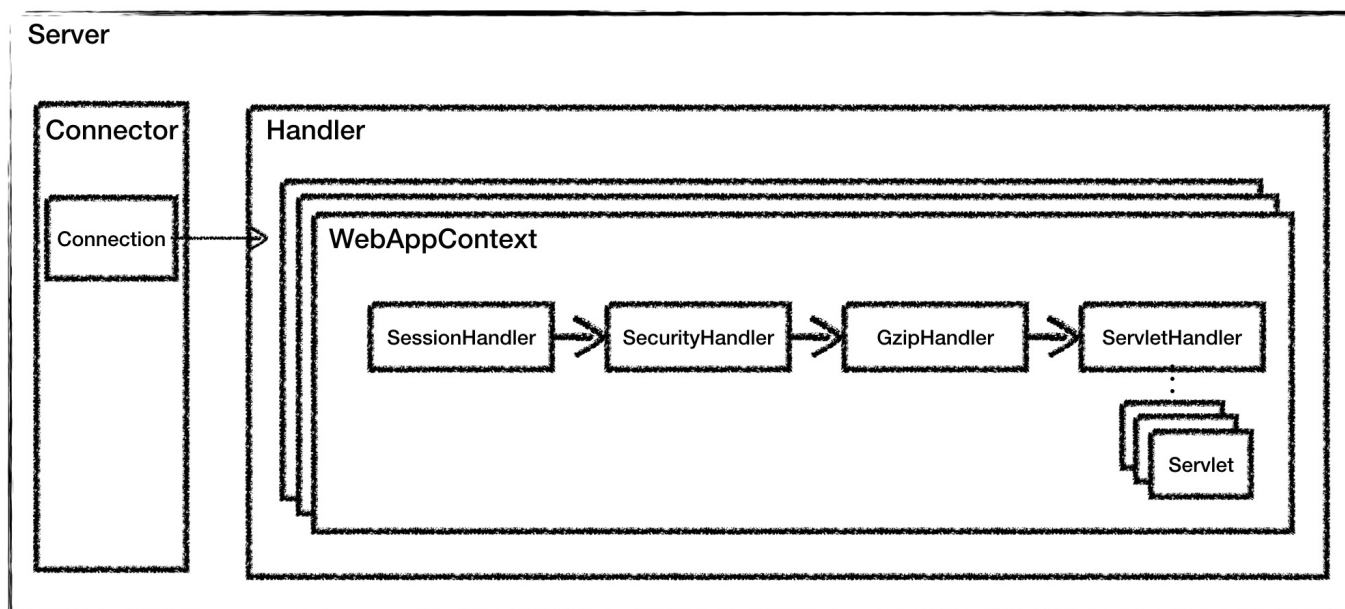 Server
Connector
Handler
Connection
WebAppContext
SessionHandler
SecurityHandler
GzipHandler
ServletHandler
Servlet